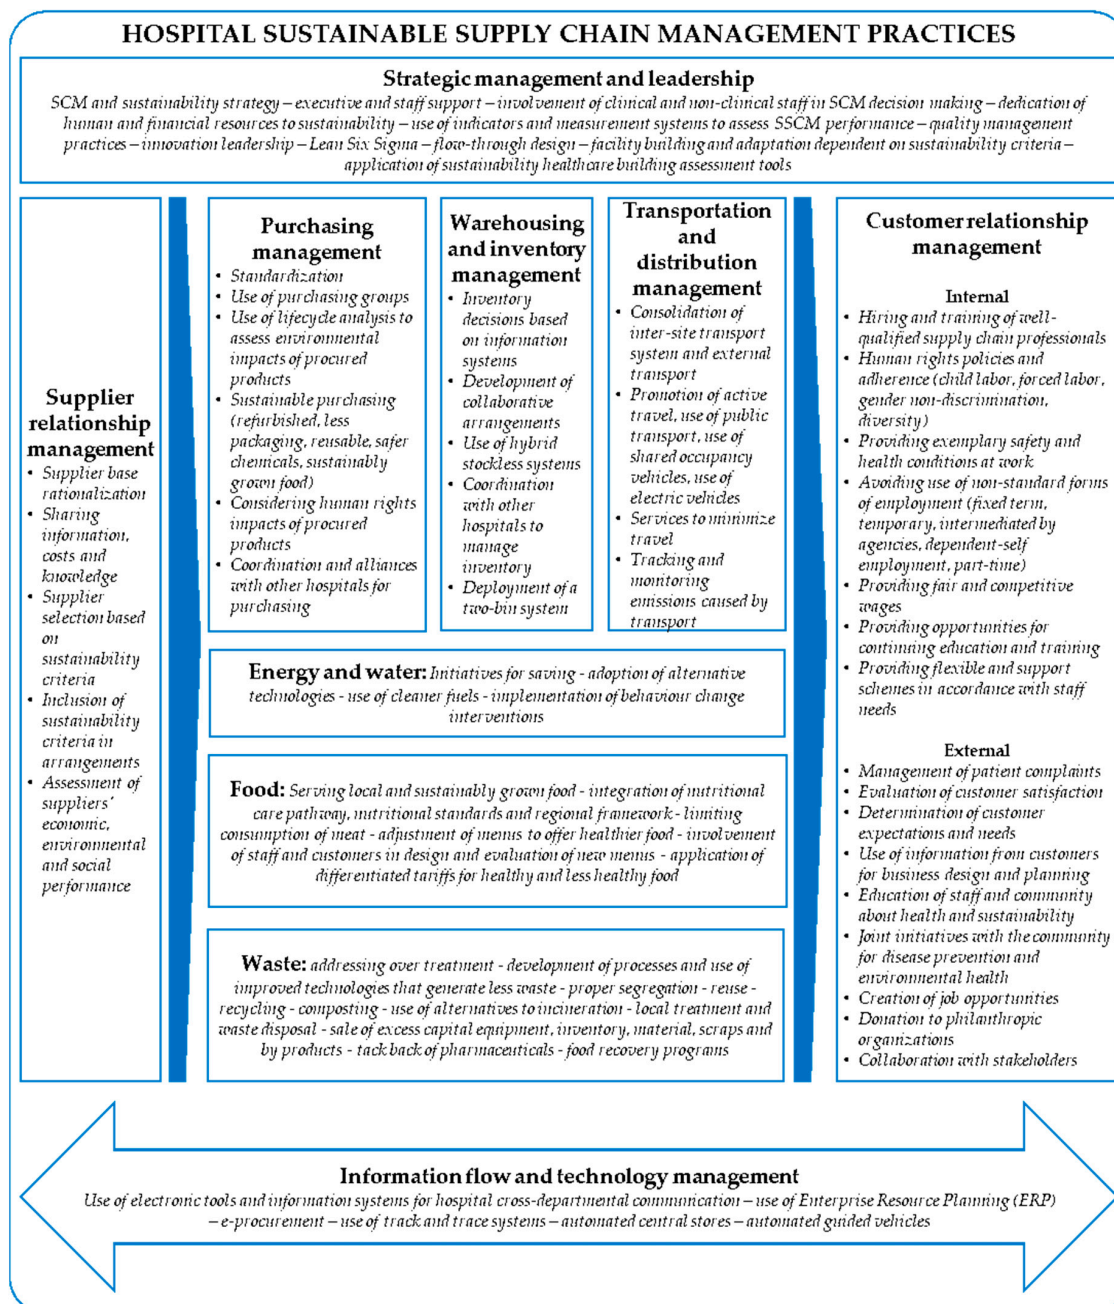 HOSPITAL SUSTAINABLE SUPPLY CHAIN MANAGEMENT PRACTICES
Strategic management and leadership
SCM and sustainability strategy – executive and staff support – involvement of clinical and non-clinical staff in SCM decision making – dedication of
human and financial resources to sustainability – use of indicators and measurement systems to assess SSCM performance – quality management
practices – innovation leadership – Lean Six Sigma – flow-through design – facility building and adaptation dependent on sustainability criteria –
application of sustainability healthcare building assessment tools
Supplier
relationship
management
• Supplier base
rationalization
• Sharing
information,
costs and
knowledge
• Supplier
selection based
on
sustainability
criteria
• Inclusion of
sustainability
criteria in
arrangements
• Assessment of
suppliers´
economic,
environmental
and social
performance
Purchasing
management
• Standardization
• Use of purchasing groups
• Use of lifecycle analysis to
assess environmental
impacts of procured
products
• Sustainable purchasing
(refurbished, less
packaging, reusable, safer
chemicals, sustainably
grown food)
• Considering human rights
impacts of procured
products
• Coordination and alliances
with other hospitals for
purchasing
Warehousing
and inventory
management
• Inventory
decisions based
on information
systems
• Development of
collaborative
arrangements
• Use of hybrid
stockless systems
• Coordination
with other
hospitals to
manage
inventory
• Deployment of a
two-bin system
Transportation
and
distribution
management
• Consolidation of
inter-site transport
system and external
transport
• Promotion of active
travel, use of public
transport, use of
shared occupancy
vehicles, use of
electric vehicles
• Services to minimize
travel
• Tracking and
monitoring
emissions caused by
transport
Energy and water: Initiatives for saving - adoption of alternative
technologies - use of cleaner fuels - implementation of behaviour change
interventions
Food: Serving local and sustainably grown food - integration of nutritional
care pathway, nutritional standards and regional framework - limiting
consumption of meat - adjustment of menus to offer healthier food - involvement
of staff and customers in design and evaluation of new menus - application of
differentiated tariffs for healthy and less healthy food
Waste: addressing over treatment - development of processes and use of
improved technologies that generate less waste - proper segregation - reuse -
recycling - composting - use of alternatives to incineration - local treatment and
waste disposal - sale of excess capital equipment, inventory, material, scraps and
by products - tack back of pharmaceuticals - food recovery programs
Customer relationship
management
Internal
• Hiring and training of well-
qualified supply chain professionals
• Human rights policies and
adherence (child labor, forced labor,
gender non-discrimination,
diversity)
• Providing exemplary safety and
health conditions at work
• Avoiding use of non-standard forms
of employment (fixed term,
temporary, intermediated by
agencies, dependent-self
employment, part-time)
• Providing fair and competitive
wages
• Providing opportunities for
continuing education and training
• Providing flexible and support
schemes in accordance with staff
needs
External
• Management of patient complaints
• Evaluation of customer satisfaction
• Determination of customer
expectations and needs
• Use of information from customers
for business design and planning
• Education of staff and community
about health and sustainability
• Joint initiatives with the community
for disease prevention and
environmental health
• Creation of job opportunities
• Donation to philanthropic
organizations
• Collaboration with stakeholders
Information flow and technology management
Use of electronic tools and information systems for hospital cross-departmental communication – use of Enterprise Resource Planning (ERP)
– e-procurement – use of track and trace systems – automated central stores – automated guided vehicles